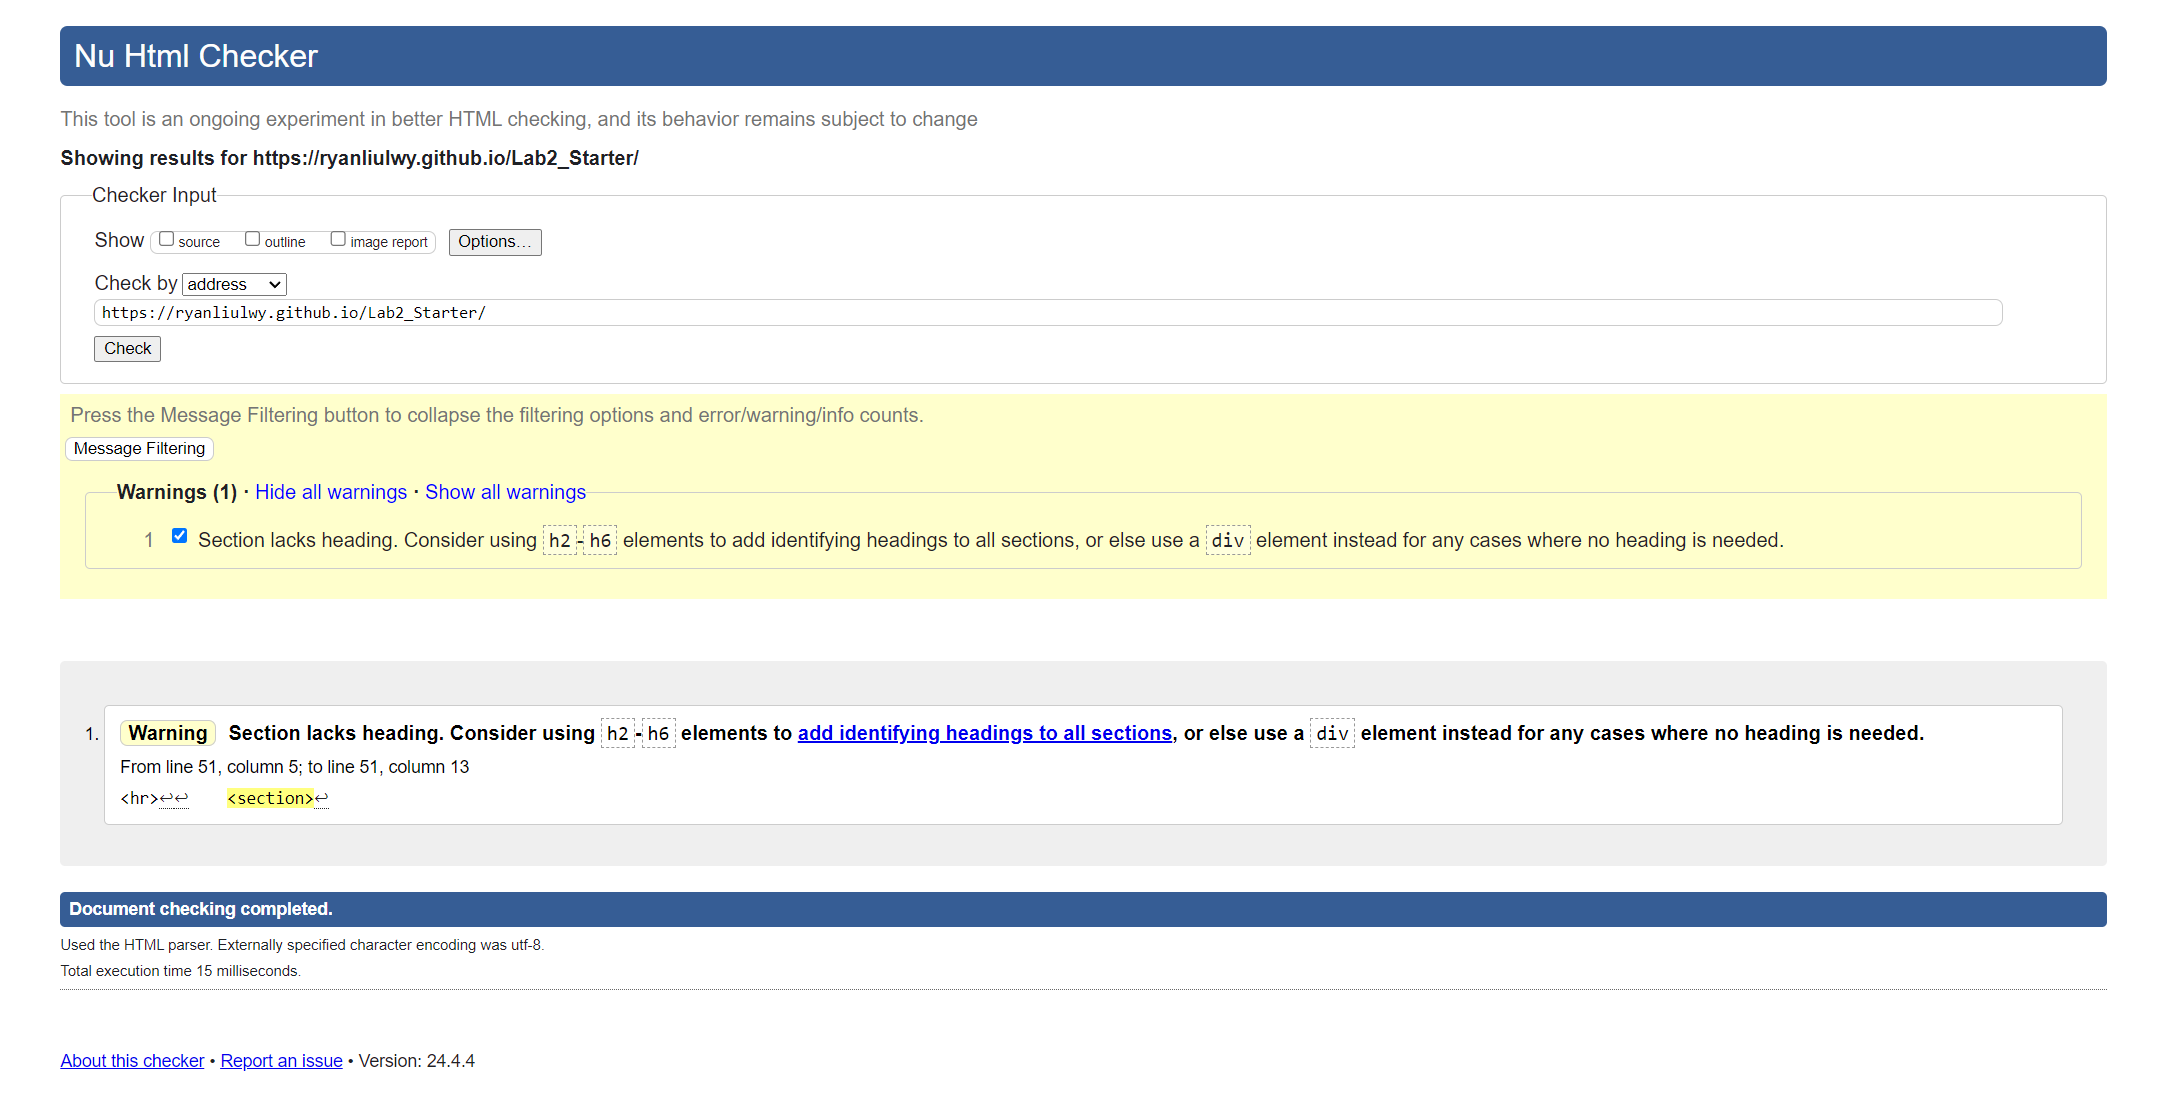 Nu Html Checker
This tool is an ongoing experiment in better HTML checking, and its behavior remains subject to change
Showing results for https://ryanliulwy.github.io/Lab2_Starter/
Checker Input
Show source outline image report Options...
Check by address
https://ryanliulwy.github.io/Lab2_Starter/
Check
Press the Message Filtering button to collapse the filtering options and error/warning/info counts.
Message Filtering
Warnings (1) · Hide all warnings · Show all warnings
1 Section lacks heading. Consider using h2-h6 elements to add identifying headings to all sections, or else use a div element instead for any cases where no heading is needed.
1. Warning Section lacks heading. Consider using h2-h6 elements to add identifying headings to all sections, or else use a div element instead for any cases where no heading is needed.
From line 51, column 5; to line 51, column 13
<hr>↩↩ <section>↩
Document checking completed.
Used the HTML parser. Externally specified character encoding was utf-8.
Total execution time 15 milliseconds.
About this checker • Report an issue • Version: 24.4.4